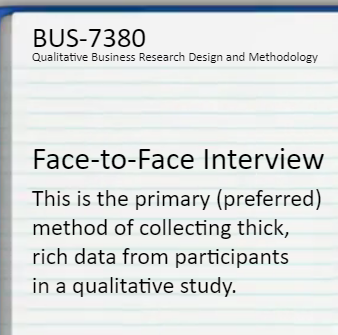 BUS-7380
Qualitative Business Research Design and Methodology
Face-to-Face Interview
This is the primary (preferred)
method of collecting thick,
rich data from participants
in a qualitative study.